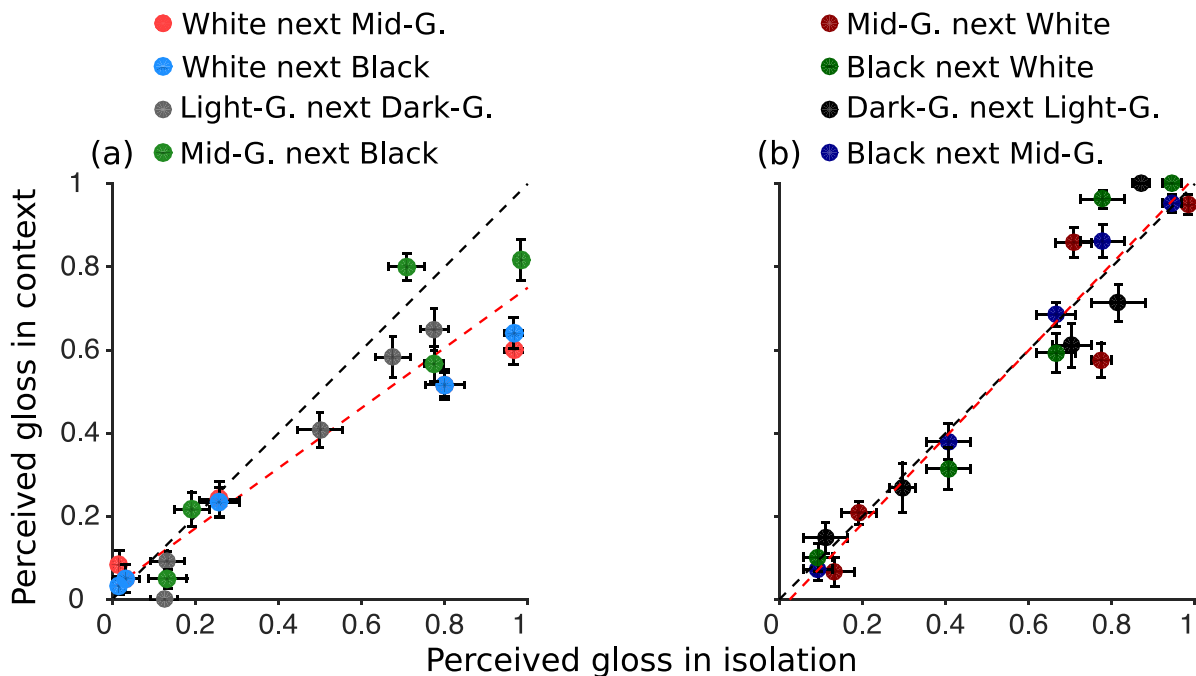 White next Mid-G.
White next Black
Light-G. next Dark-G.
(a) Mid-G. next Black
Mid-G. next White
Black next White
Dark-G. next Light-G.
(b) Black next Mid-G.
Perceived gloss in context
1
0.8
0.6
0.4
0.2
0
0 0.2 0.4 0.6 0.8 1
0 0.2 0.4 0.6 0.8 1
Perceived gloss in isolation